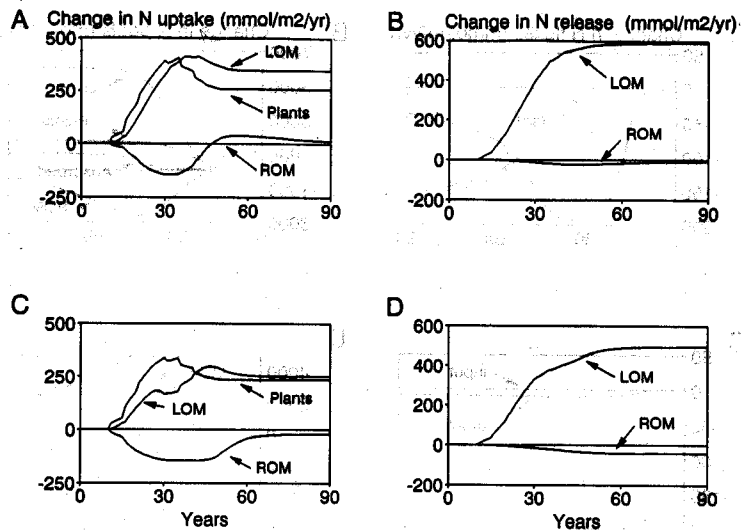 A
Change in N uptake (mmol/m2/yr)
500
250
0
-250
0
30
60
90
LOM
Plants
ROM
B
Change in N release (mmol/m2/yr)
600
400
200
0
-200
0
30
60
90
LOM
ROM
C
500
250
0
-250
0
30
60
90
LOM
Plants
ROM
Years
D
600
400
200
0
-200
0
30
60
90
LOM
ROM
Years